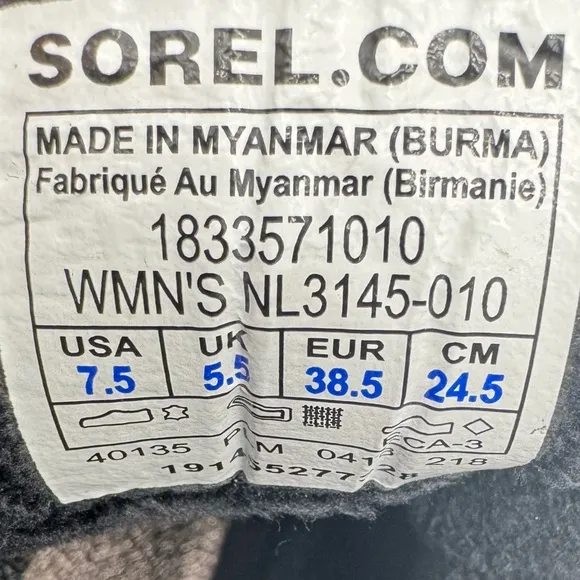 SOREL.COM
MADE IN MYANMAR (BURMA)
Fabriqué Au Myanmar (Birmanie)
1833571010
WMN'S NL3145-010
USA UK EUR CM
7.5 5.5 38.5 24.5
40135 218